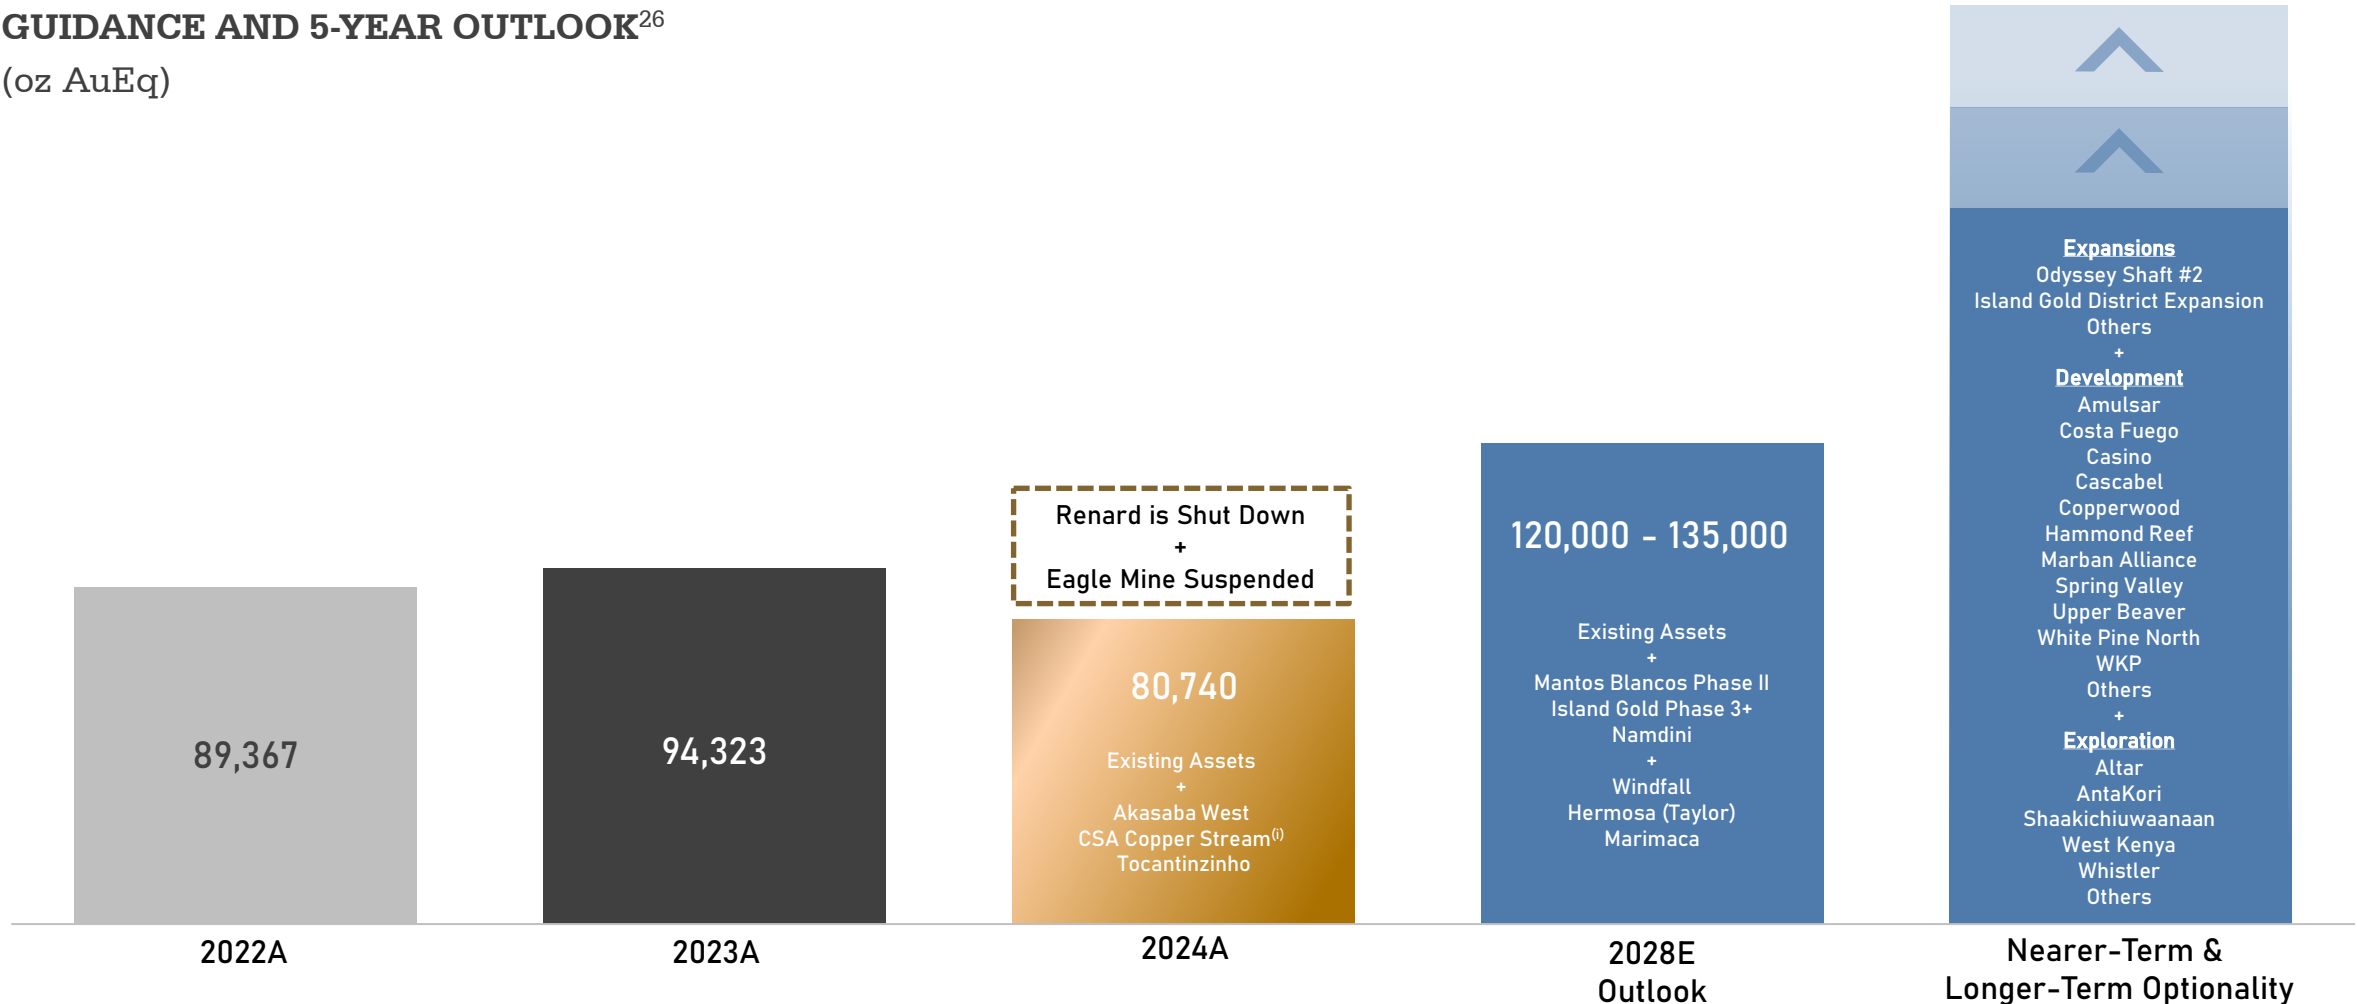 GUIDANCE AND 5-YEAR OUTLOOK26
(oz AuEq)
89,367
2022A
94,323
2023A
Renard is Shut Down
+
Eagle Mine Suspended
80,740
Existing Assets
+
Akasaba West
CSA Copper Stream(i)
Tocantinzinho
2024A
120,000 - 135,000
Existing Assets
+
Mantos Blancos Phase II
Island Gold Phase 3+
Namdini
+
Windfall
Hermosa (Taylor)
Marimaca
2028E
Outlook
Expansions
Odyssey Shaft #2
Island Gold District Expansion
Others
+
Development
Amulsar
Costa Fuego
Casino
Cascabel
Copperwood
Hammond Reef
Marban Alliance
Spring Valley
Upper Beaver
White Pine North
WKP
Others
+
Exploration
Altar
AntaKori
Shaakichiuwaanaan
West Kenya
Whistler
Others
Nearer-Term &
Longer-Term Optionality